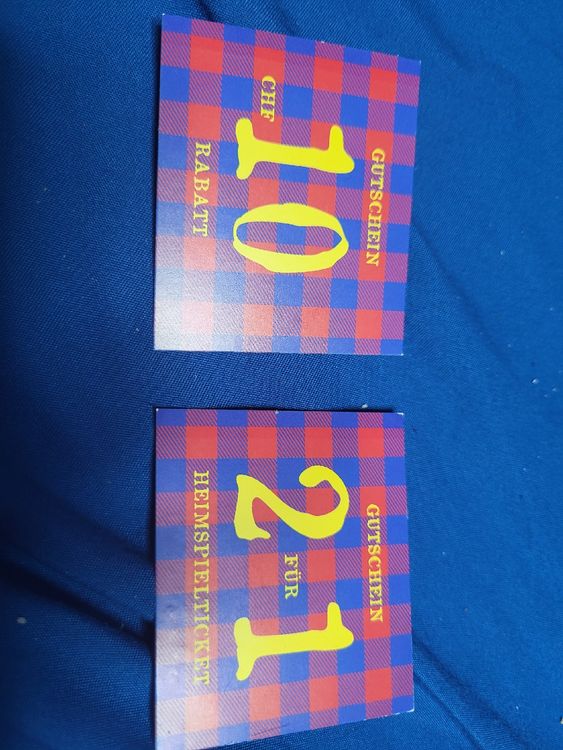 GUTSCHEIN
10
CHF
RABATT
GUTSCHEIN
2 FÜR 1
HEIMSPIELTICKET